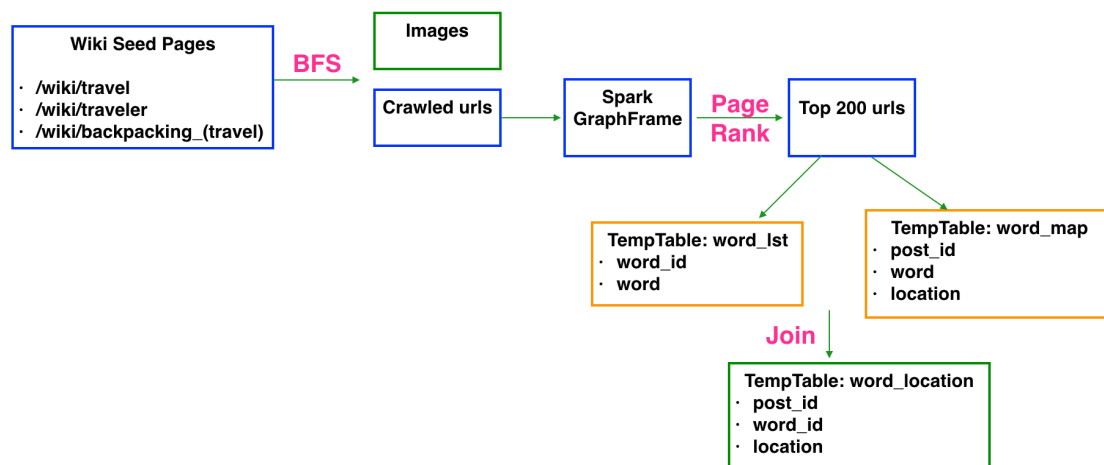 Wiki Seed Pages
· /wiki/travel
· /wiki/traveler
· /wiki/backpacking_(travel)
BFS
Images
Crawled urls
Spark
GraphFrame
Page
Rank
Top 200 urls
TempTable: word_lst
· word_id
· word
TempTable: word_map
· post_id
· word
· location
Join
TempTable: word_location
· post_id
· word_id
· location